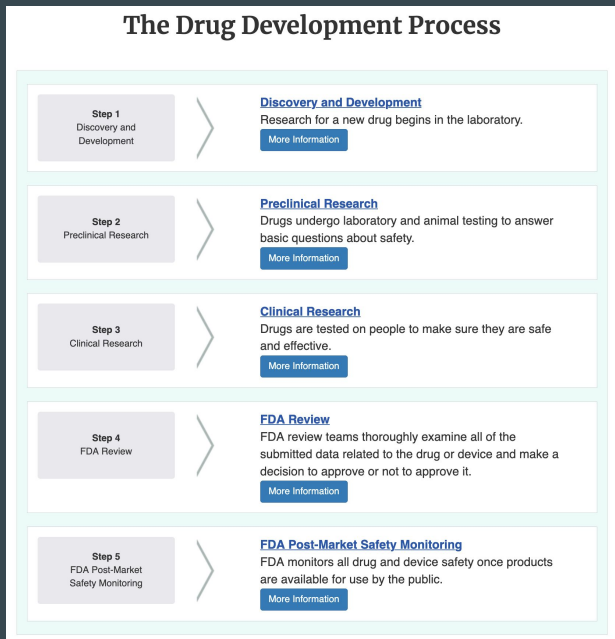 The Drug Development Process
Step 1
Discovery and
Development
Discovery and Development
Research for a new drug begins in the laboratory.
More Information
Step 2
Preclinical Research
Preclinical Research
Drugs undergo laboratory and animal testing to answer
basic questions about safety.
More Information
Step 3
Clinical Research
Clinical Research
Drugs are tested on people to make sure they are safe
and effective.
More Information
Step 4
FDA Review
FDA Review
FDA review teams thoroughly examine all of the
submitted data related to the drug or device and make a
decision to approve or not to approve it.
More Information
Step 5
FDA Post-Market
Safety Monitoring
FDA Post-Market Safety Monitoring
FDA monitors all drug and device safety once products
are available for use by the public.
More Information